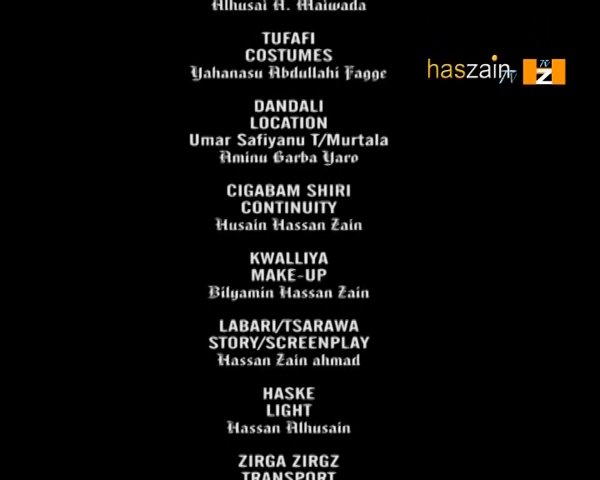 Alhusai A. Maiwada
TUFAFI
COSTUMES
Yahanasu Abdullahi Fagge
haszain TV
TV
Z
DANDALI
LOCATION
Umar Safiyanu T/Murtala
Aminu Garba Yaro
CIGABAM SHIRI
CONTINUITY
Husain Hassan Zain
KWALLIYA
MAKE-UP
Bilyamin Hassan Zain
LABARI/TSARAWA
STORY/SCREENPLAY
Hassan Zain ahmad
HASKE
LIGHT
Hassan Alhusain
ZIRGA ZIRGZ
TRANSPORT